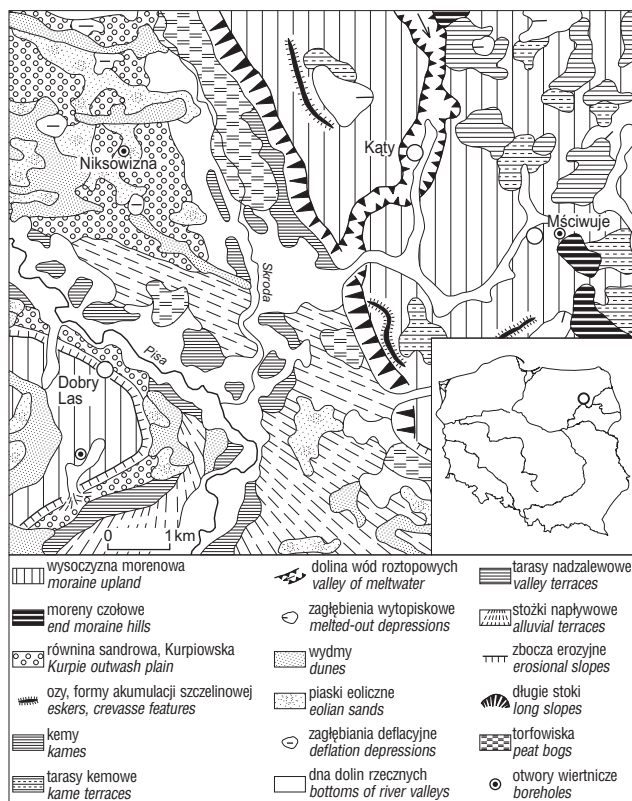 Niksowizna
Kąty
Mściwuje
Skroda
Pisa
Dobry
Las
0 1km
wysoczyzna morenowa
moraine upland
moreny czołowe
end moraine hills
równina sandrowa, Kurpiowska
Kurpie outwash plain
ozy, formy akumulacji szczelinowej
eskers, crevasse features
kemy
kames
tarasy kemowe
kame terraces
dolina wód roztopowych
valley of meltwater
zagłębienia wytopiskowe
melted-out depressions
wydmy
dunes
piaski eoliczne
eolian sands
zagłębiania deflacyjne
deflation depressions
dna dolin rzecznych
bottoms of river valleys
tarasy nadzalewowe
valley terraces
stożki napływowe
alluvial terraces
zbocza erozyjne
erosional slopes
długie stoki
long slopes
torfowiska
peat bogs
otwory wiertnicze
boreholes